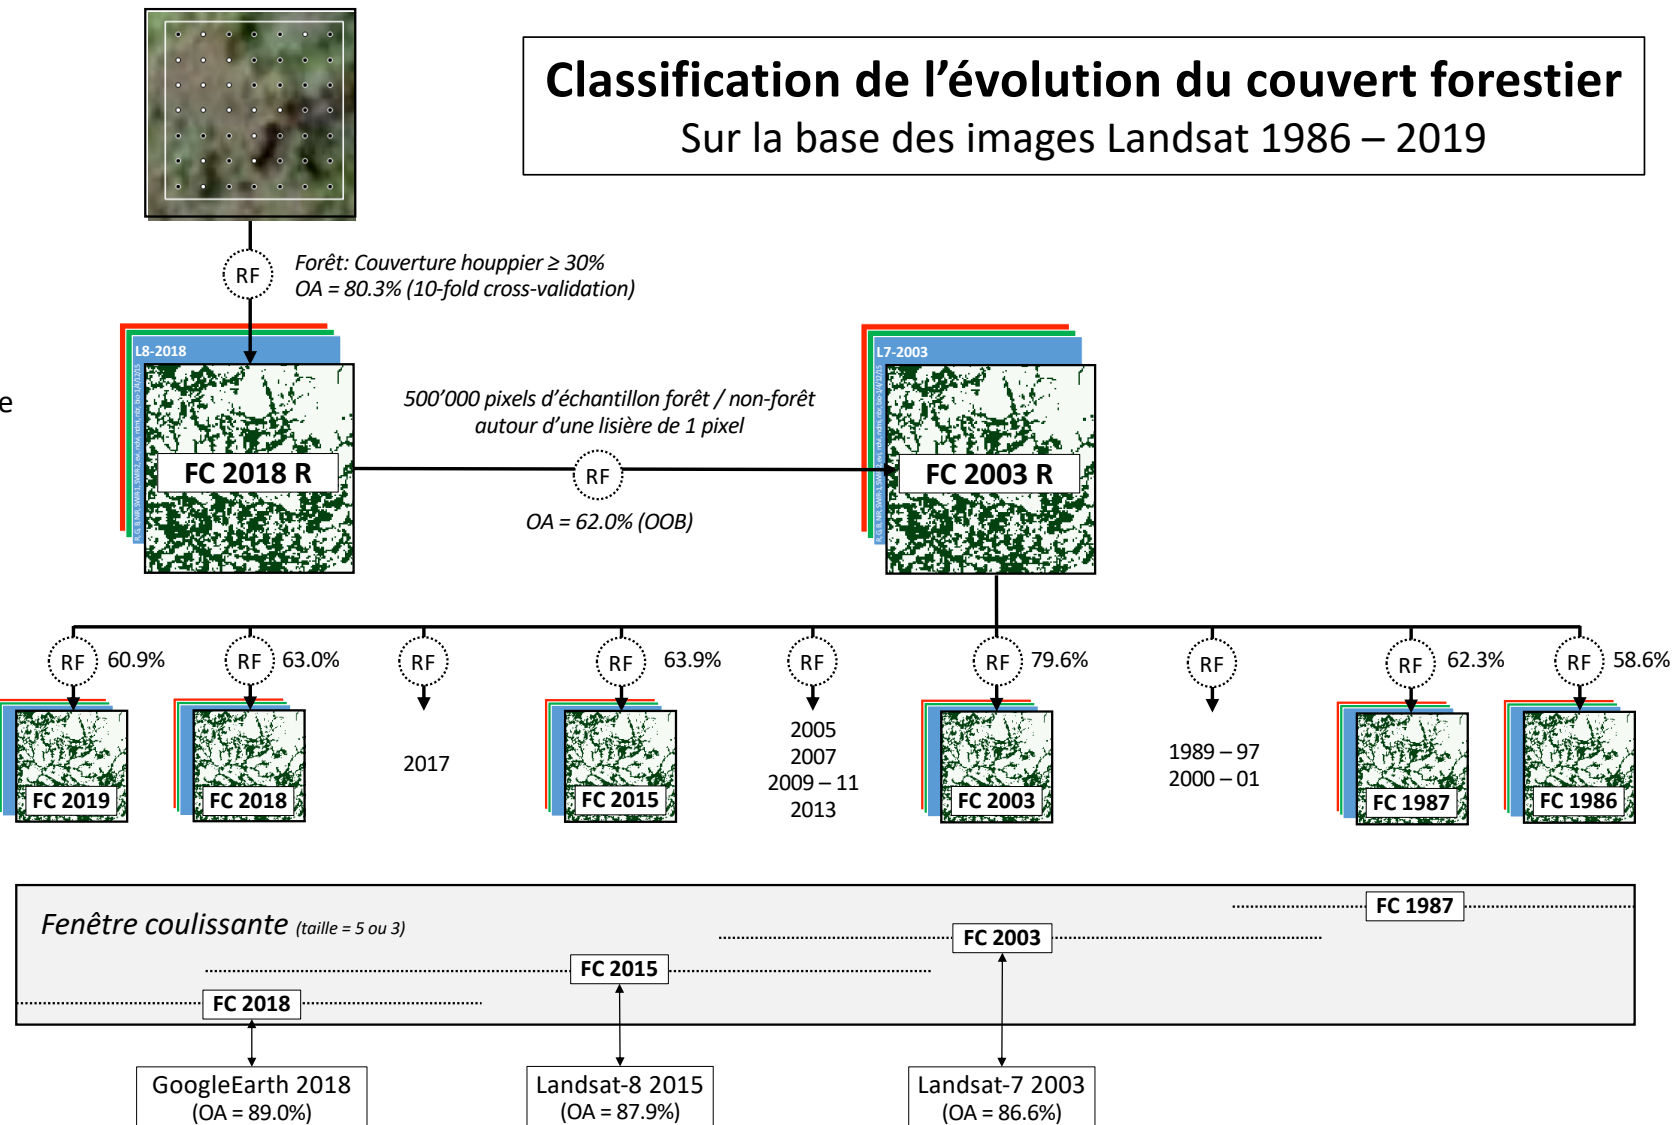 Classification de l’évolution du couvert forestier
Sur la base des images Landsat 1986 – 2019
RF
Forêt: Couverture houppier ≥ 30%
OA = 80.3% (10-fold cross-validation)
L8-2018
L7-2003
e
500’000 pixels d’échantillon forêt / non-forêt
autour d’une lisière de 1 pixel
FC 2018 R
RF
FC 2003 R
OA = 62.0% (OOB)
RF 60.9%
RF 63.0%
RF
RF 63.9%
RF
RF 79.6%
RF
RF 62.3%
RF 58.6%
FC 2019
FC 2018
2017
FC 2015
2005
2007
2009 – 11
2013
FC 2003
1989 – 97
2000 – 01
FC 1987
FC 1986
Fenêtre coulissante (taille = 5 ou 3)
FC 1987
FC 2003
FC 2015
FC 2018
GoogleEarth 2018
(OA = 89.0%)
Landsat-8 2015
(OA = 87.9%)
Landsat-7 2003
(OA = 86.6%)